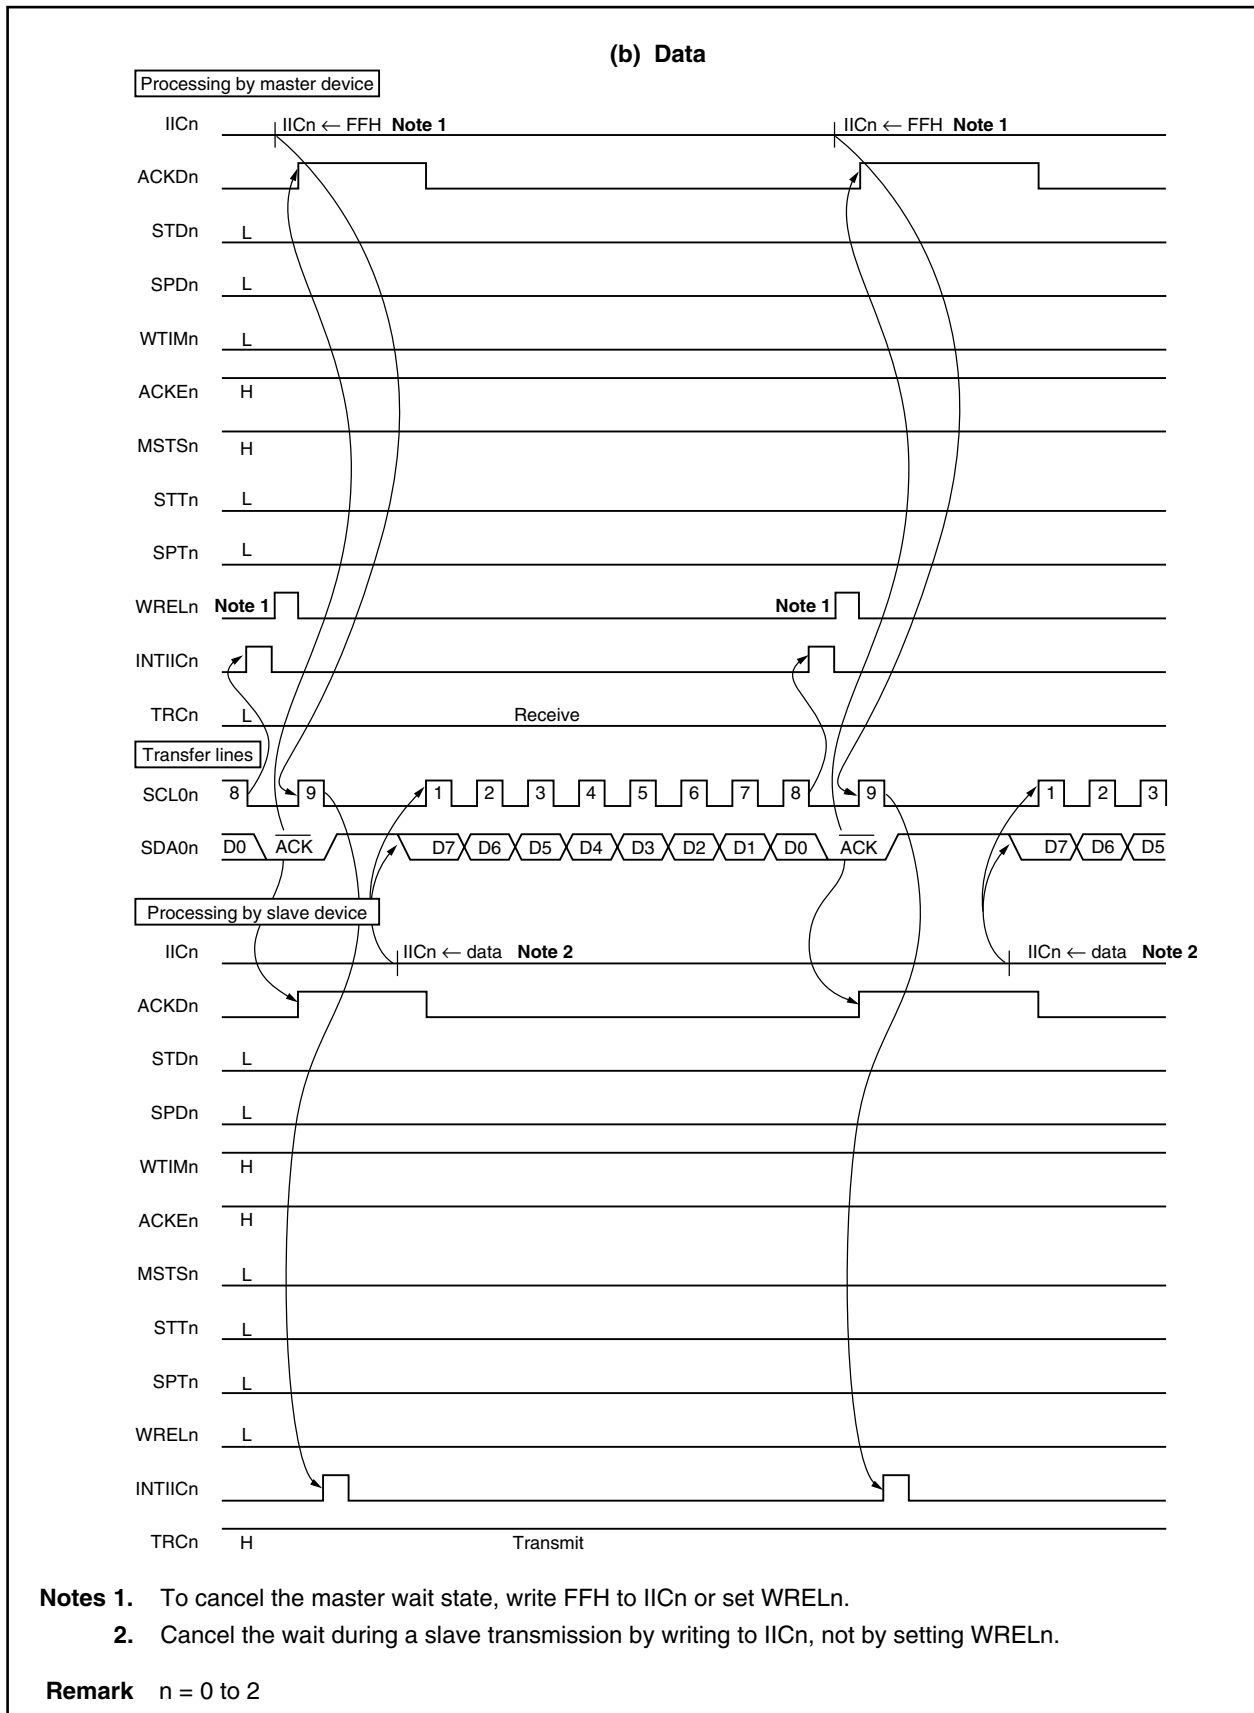 (b) Data
Processing by master device
IICn IICn ← FFH Note 1 IICn ← FFH Note 1
ACKDn
STDn L
SPDn L
WTIMn L
ACKEn H
MSTSn H
STTn L
SPTn L
WRELn Note 1 Note 1
INTIICn
TRCn L Receive
Transfer lines
SCL0n 8 9 1 2 3 4 5 6 7 8 9 1 2 3
SDA0n D0 ACK D7 D6 D5 D4 D3 D2 D1 D0 ACK D7 D6 D5
Processing by slave device
IICn IICn ← data Note 2 IICn ← data Note 2
ACKDn
STDn L
SPDn L
WTIMn H
ACKEn H
MSTSn L
STTn L
SPTn L
WRELn L
INTIICn
TRCn H Transmit
Notes 1. To cancel the master wait state, write FFH to IICn or set WRELn.
2. Cancel the wait during a slave transmission by writing to IICn, not by setting WRELn.
Remark n = 0 to 2